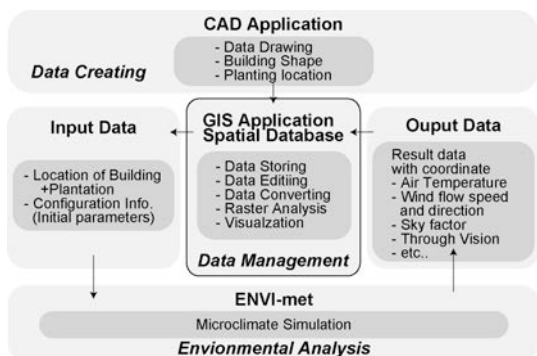 CAD Application
- Data Drawing
- Building Shape
- Planting location
Data Creating
Input Data
- Location of Building
+Plantation
- Configuration Info.
(Initial parameters)
GIS Application
Spatial Database
- Data Storing
- Data Editiing
- Data Converting
- Raster Analysis
- Visualzation
Data Management
Ouput Data
Result data
with coordinate
- Air Temperature
- Wind flow speed
and direction
- Sky factor
- Through Vision
- etc..
ENVI-met
Microclimate Simulation
Envionmental Analysis